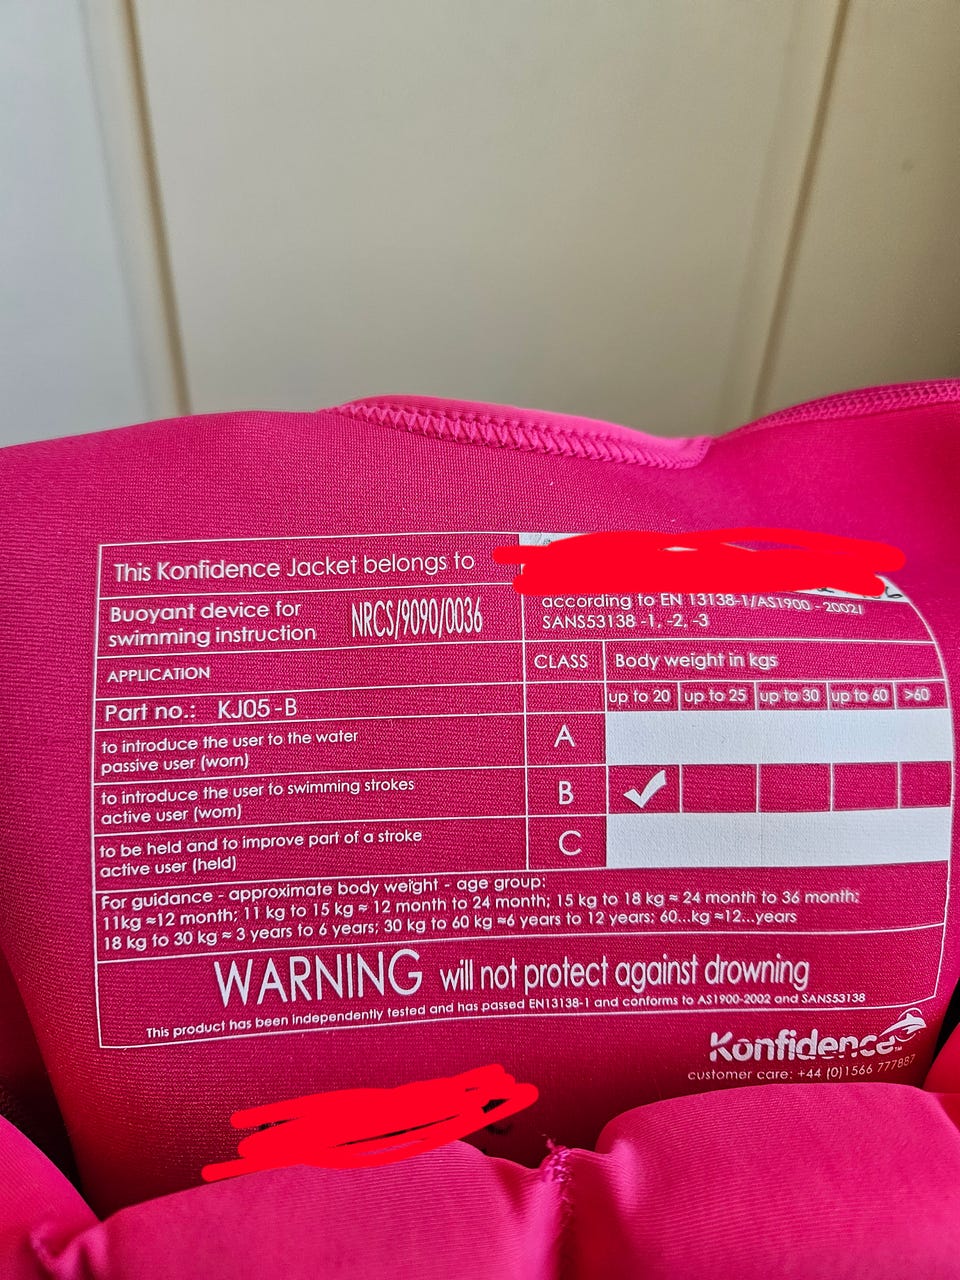 This Konfidence Jacket belongs to
Buoyant device for
swimming instruction
NRCS/9090/0036
according to EN 13138-1/AS1900 - 2002/
SANS53138 -1, -2, -3
APPLICATION
CLASS
Body weight in kgs
Part no.: KJ05-B
up to 20 up to 25 up to 30 up to 60 >60
to introduce the user to the water
passive user (worn)
A
to introduce the user to swimming strokes
active user (worn)
B
to be held and to improve part of a stroke
active user (held)
C
For guidance - approximate body weight - age group:
11kg ≈12 month; 11 kg to 15 kg ≈ 12 month to 24 month; 15 kg to 18 kg ≈ 24 month to 36 month;
18 kg to 30 kg ≈ 3 years to 6 years; 30 kg to 60 kg ≈6 years to 12 years; 60...kg ≈12...years
WARNING will not protect against drowning
This product has been independently tested and has passed EN13138-1 and conforms to AS1900-2002 and SANS53138
Konfidence™
customer care: +44 (0)1566 777887